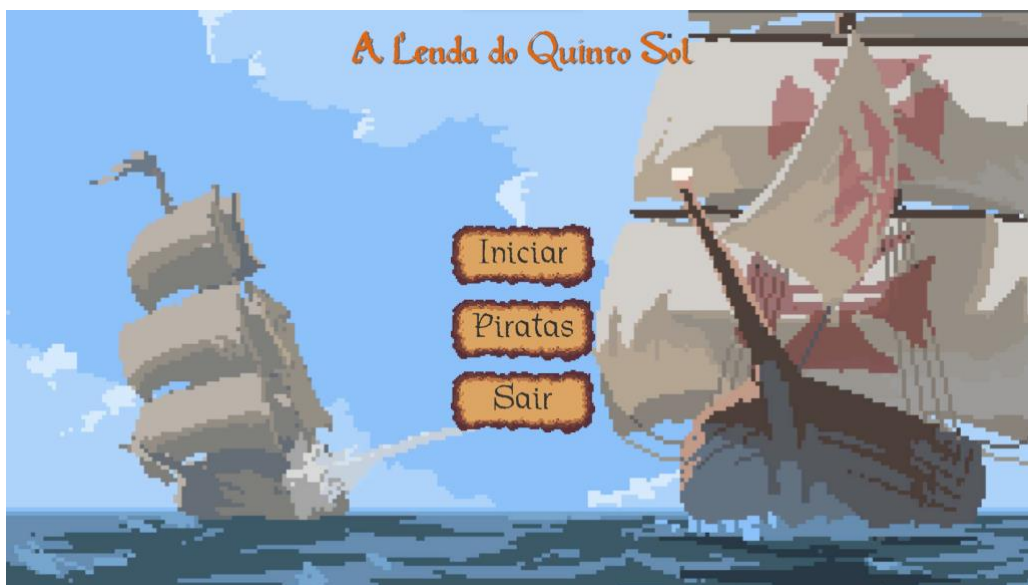 A Lenda do Quinto Sol
Iniciar
Piratas
Sair